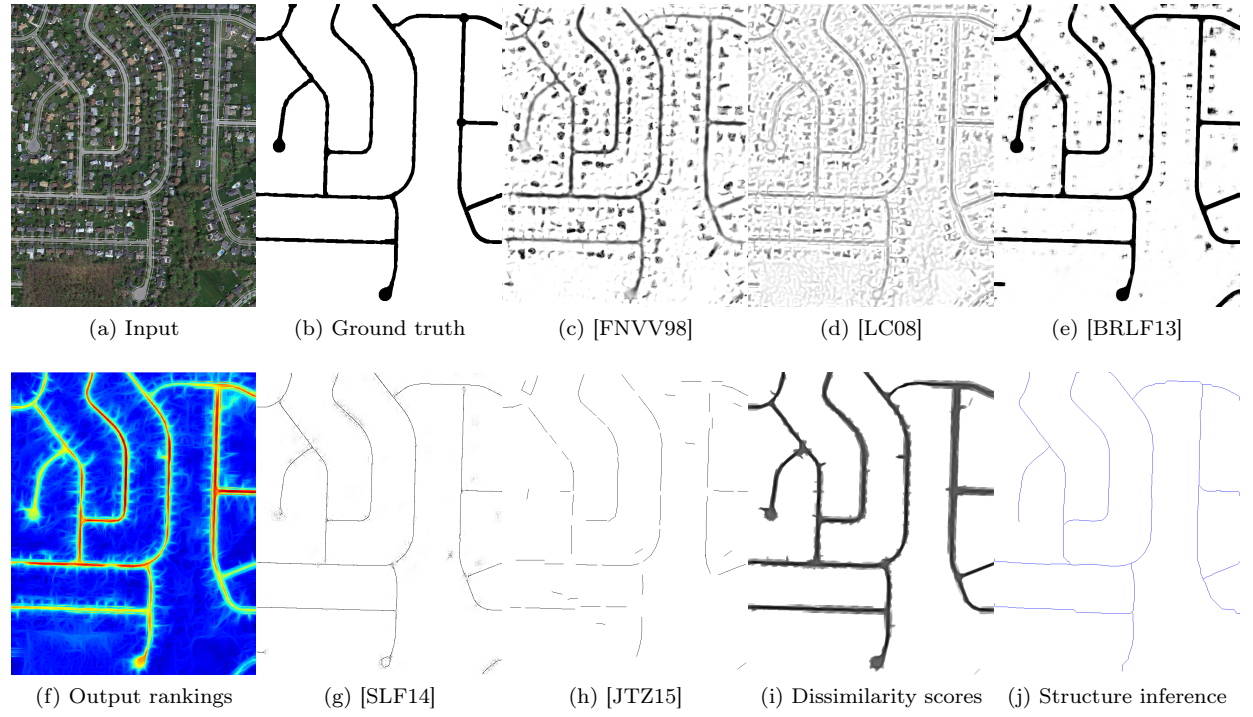 (a) Input
(b) Ground truth
(c) [FNVV98]
(d) [LC08]
(e) [BRLF13]
(f) Output rankings
(g) [SLF14]
(h) [JTZ15]
(i) Dissimilarity scores
(j) Structure inference